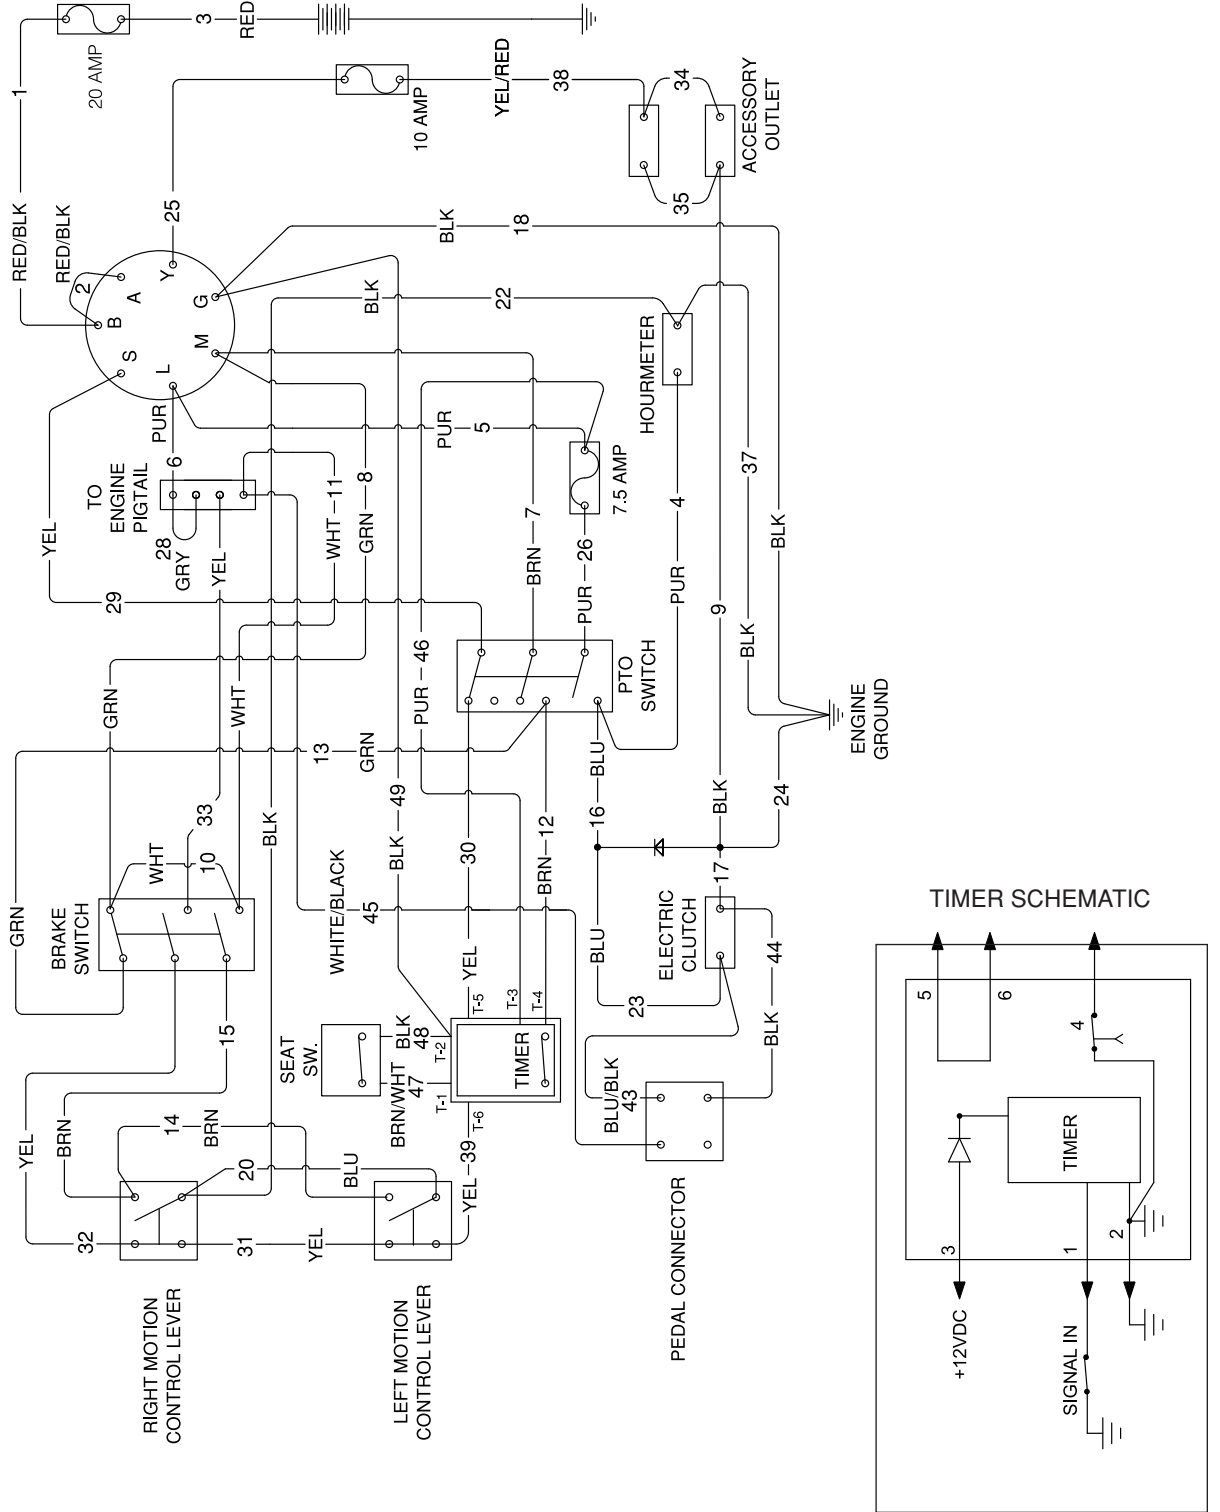 1
RED/BLK
20 AMP
3
RED
RED/BLK
2
25
10 AMP
YEL/RED
38
34
35
ACCESSORY
OUTLET
B
A
Y
S
L
M
G
BLK
18
BLK
22
HOURMETER
PUR
6
TO
ENGINE
PIGTAIL
28
GRY
YEL
YEL
29
WHT
11
GRN
8
PUR
5
BRN
7
7.5 AMP
PUR
26
PUR
4
BLK
9
BLK
37
BLK
GRN
WHT
13
GRN
PUR
46
PTO
SWITCH
ENGINE
GROUND
24
GRN
BRAKE
SWITCH
WHT
10
33
BLK
WHITE/BLACK
45
BLK
49
YEL
30
BRN
12
BLU
16
BLU
23
ELECTRIC
CLUTCH
BLK
17
BLK
44
15
YEL
BRN
14
BRN
20
BLU
SEAT
SW.
BLK
48
BRN/WHT
47
T-1
T-2
T-3
T-4
T-5
T-6
TIMER
YEL
39
BLU/BLK
43
32
31
YEL
RIGHT MOTION
CONTROL LEVER
LEFT MOTION
CONTROL LEVER
PEDAL CONNECTOR
TIMER SCHEMATIC
5
6
4
TIMER
3
1
2
+12VDC
SIGNAL IN